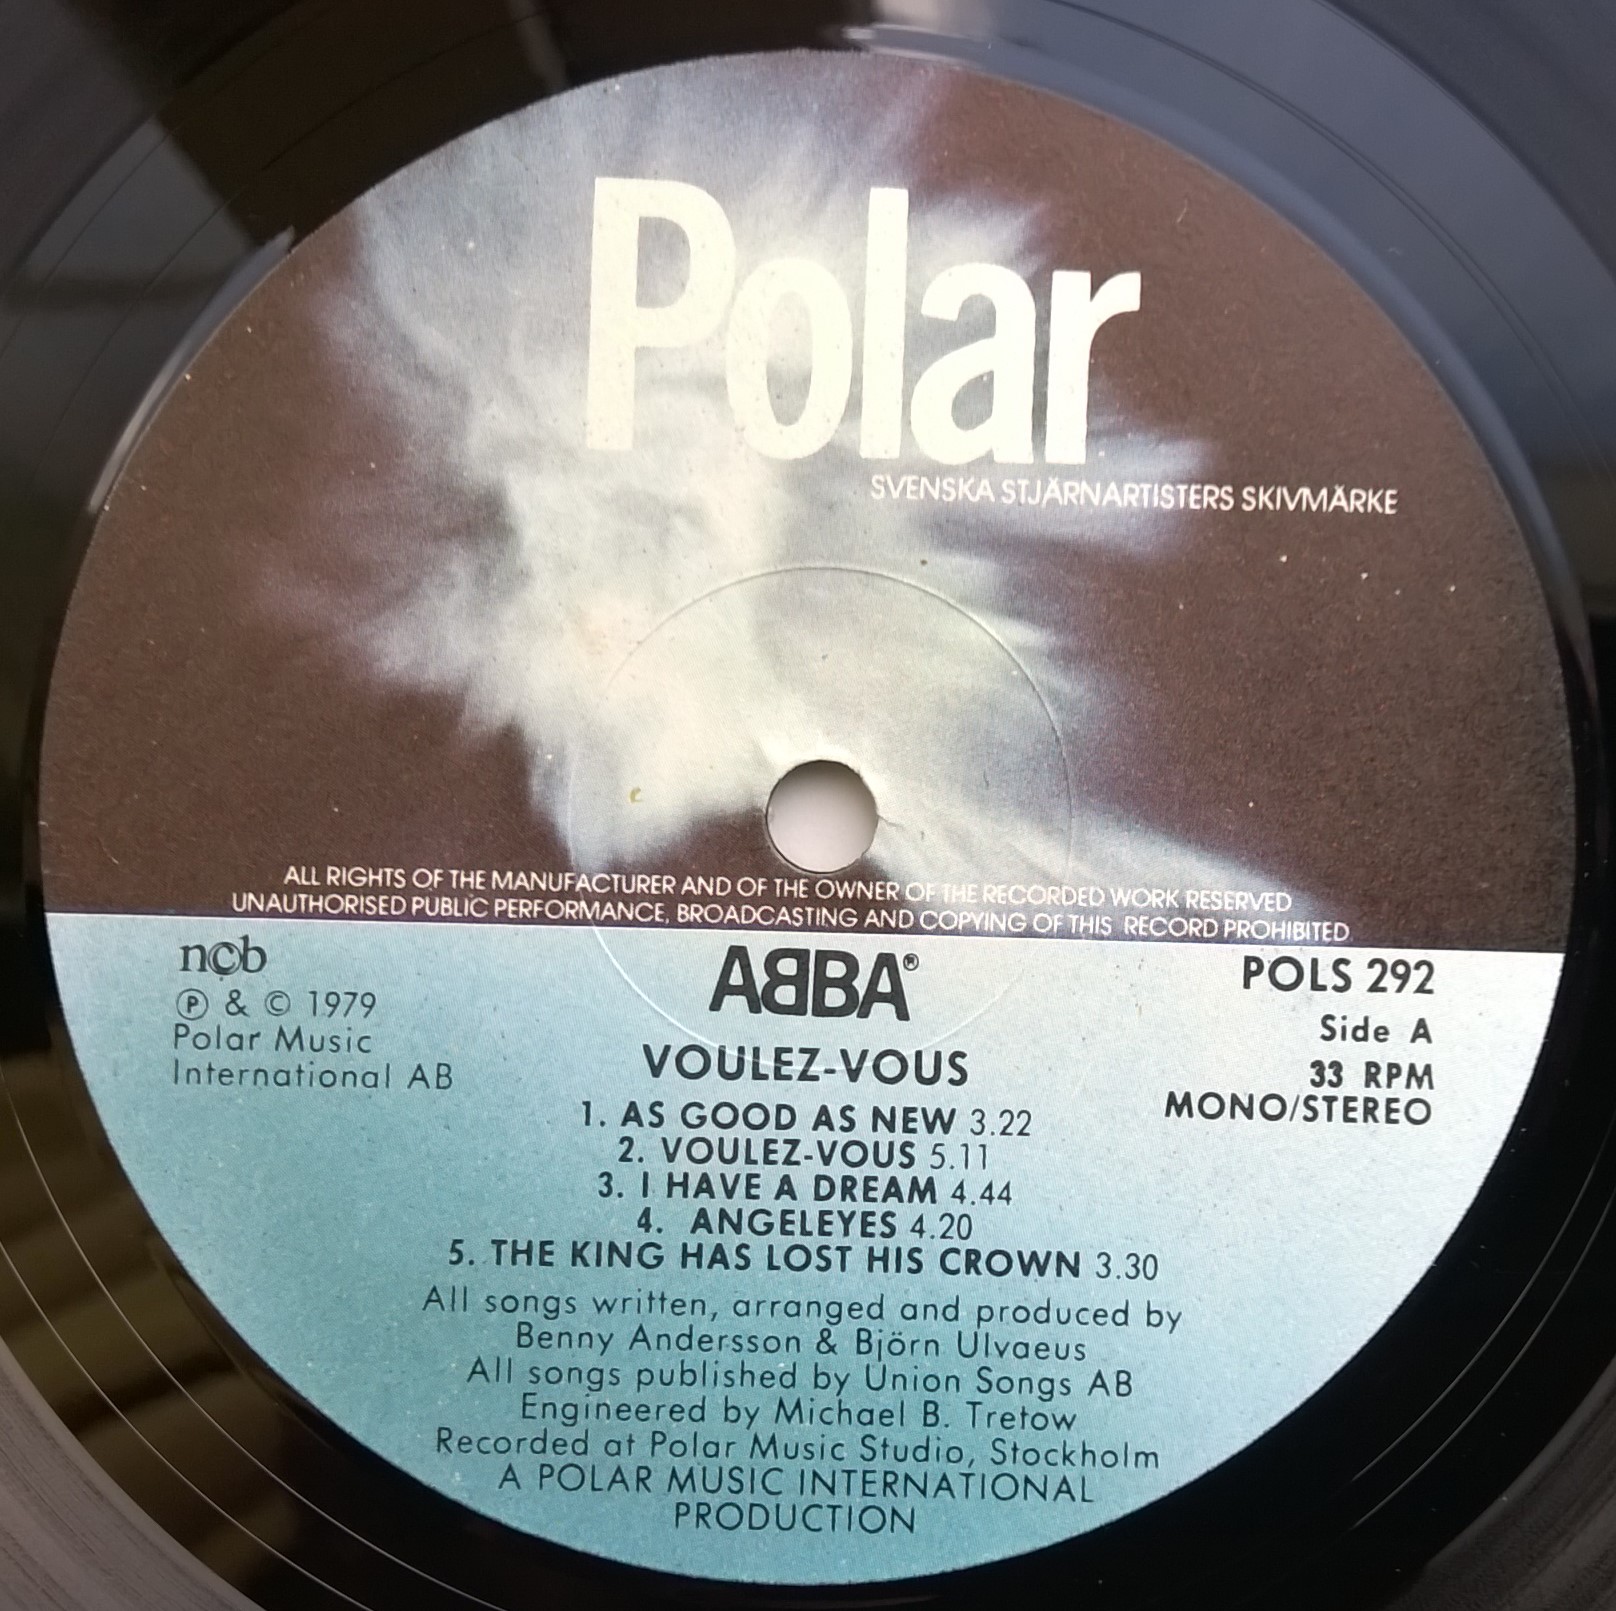 Polar
SVENSKA STJÄRNARTISTERS SKIVMÄRKE
ALL RIGHTS OF THE MANUFACTURER AND OF THE OWNER OF THE RECORDED WORK RESERVED
UNAUTHORISED PUBLIC PERFORMANCE, BROADCASTING AND COPYING OF THIS RECORD PROHIBITED
ncb
Ⓟ & © 1979
Polar Music
International AB
ABBA®
VOULEZ-VOUS
POLS 292
Side A
33 RPM
MONO/STEREO
1. AS GOOD AS NEW 3.22
2. VOULEZ-VOUS 5.11
3. I HAVE A DREAM 4.44
4. ANGELEYES 4.20
5. THE KING HAS LOST HIS CROWN 3.30
All songs written, arranged and produced by
Benny Andersson & Björn Ulvaeus
All songs published by Union Songs AB
Engineered by Michael B. Tretow
Recorded at Polar Music Studio, Stockholm
A POLAR MUSIC INTERNATIONAL
PRODUCTION